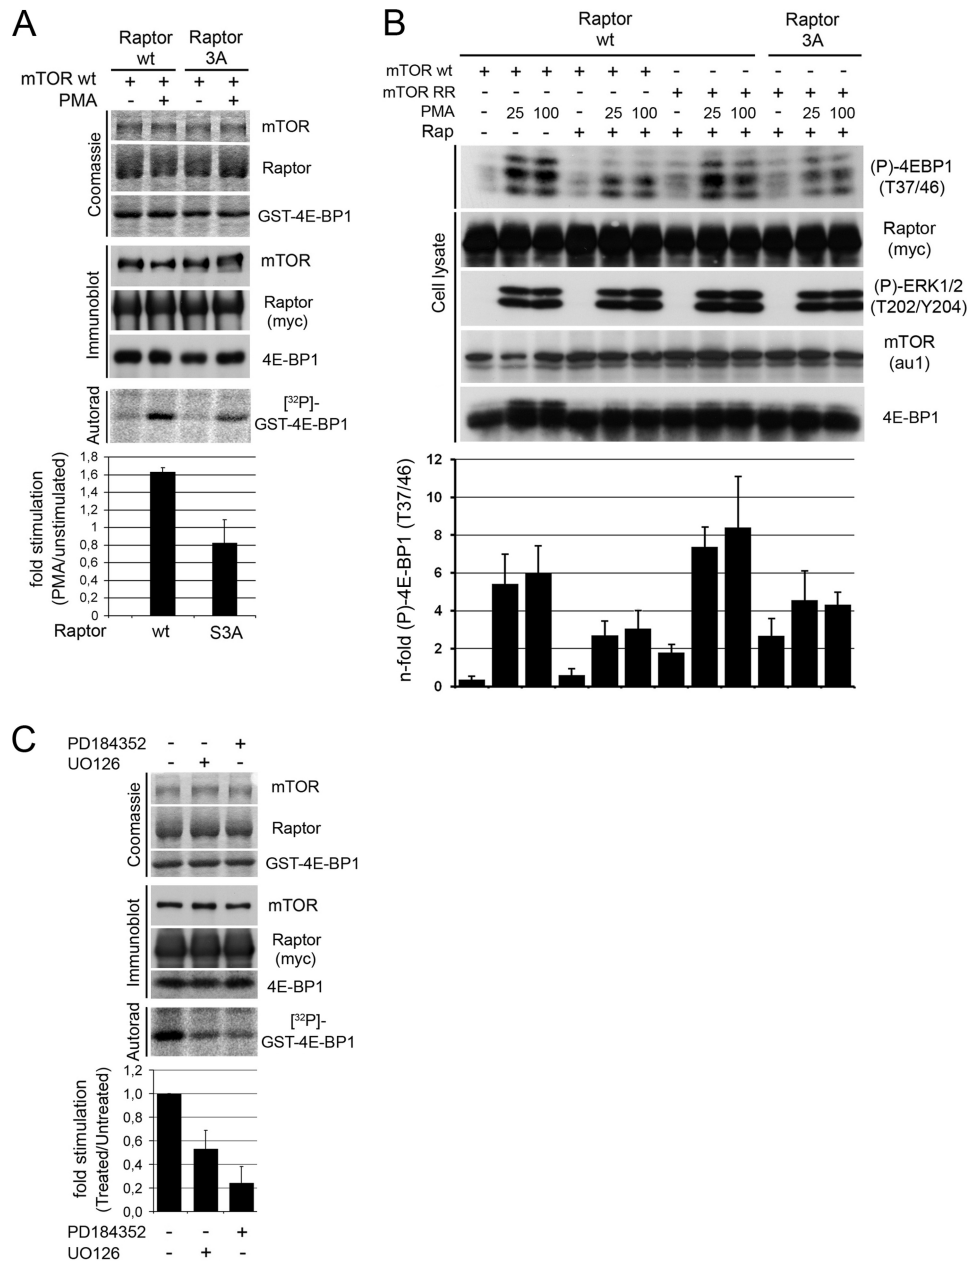 A
Raptor wt
Raptor 3A
mTOR wt + + + +
PMA - + - +
Coomassie
mTOR
Raptor
GST-4E-BP1
Immunoblot
mTOR
Raptor
(myc)
4E-BP1
Autorad
[³²P]-
GST-4E-BP1
fold stimulation
(PMA/unstimulated)
1,8
1,6
1,4
1,2
1
0,8
0,6
0,4
0,2
0
Raptor wt S3A
B
Raptor
wt
Raptor
3A
mTOR wt + + + + + + - - - - - -
mTOR RR - - - - - - + + + + + +
PMA - 25 100 - 25 100 - 25 100 - 25 100
Rap - - - + + + + + + + + +
Cell lysate
(P)-4EBP1
(T37/46)
Raptor
(myc)
(P)-ERK1/2
(T202/Y204)
mTOR
(au1)
4E-BP1
n-fold (P)-4E-BP1 (T37/46)
12
10
8
6
4
2
0
C
PD184352 - - +
UO126 - + -
Coomassie
mTOR
Raptor
GST-4E-BP1
Immunoblot
mTOR
Raptor
(myc)
4E-BP1
Autorad
[³²P]-
GST-4E-BP1
fold stimulation
(Treated/Untreated)
1,2
1,0
0,8
0,6
0,4
0,2
0,0
PD184352 - - +
UO126 - + -